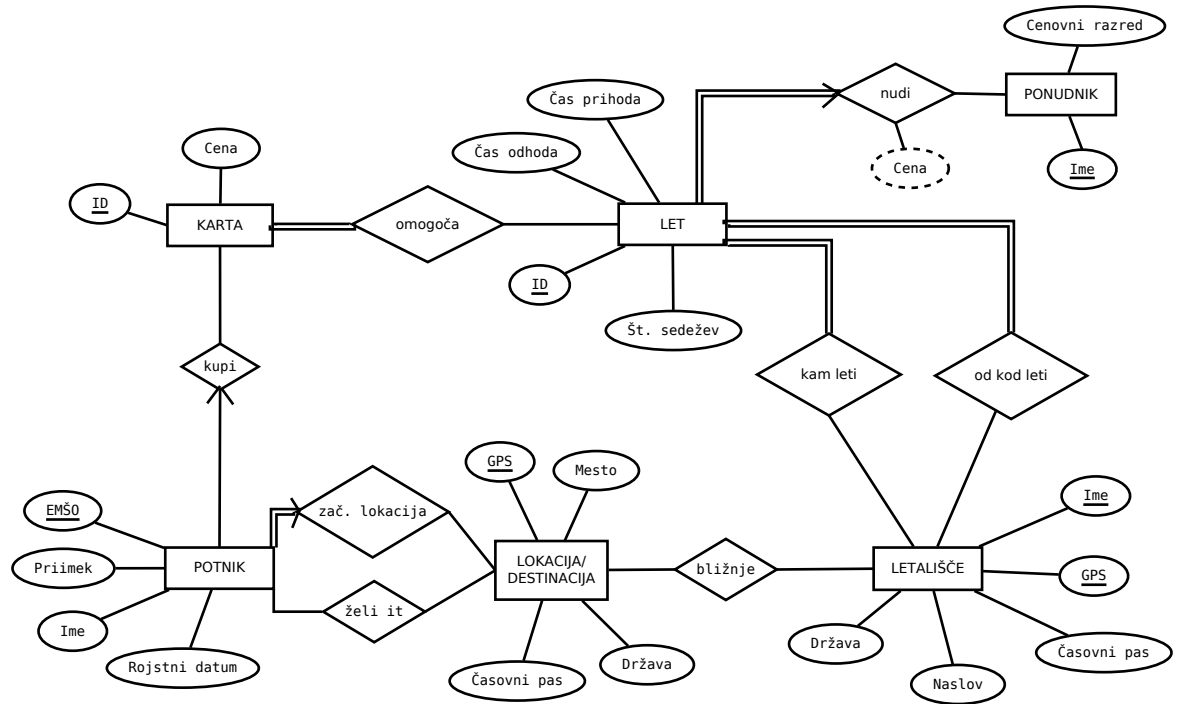 Cenovni razred
nudi
PONUDNIK
Čas prihoda
Čas odhoda
Cena
Cena
Ime
ID
KARTA
omogoča
LET
ID
Št. sedežev
kupi
kam leti
od kod leti
GPS
Mesto
Ime
EMŠO
zač. lokacija
Priimek
POTNIK
LOKACIJA/
DESTINACIJA
bližnje
LETALIŠČE
GPS
želi it
Ime
Rojstni datum
Časovni pas
Država
Država
Naslov
Časovni pas